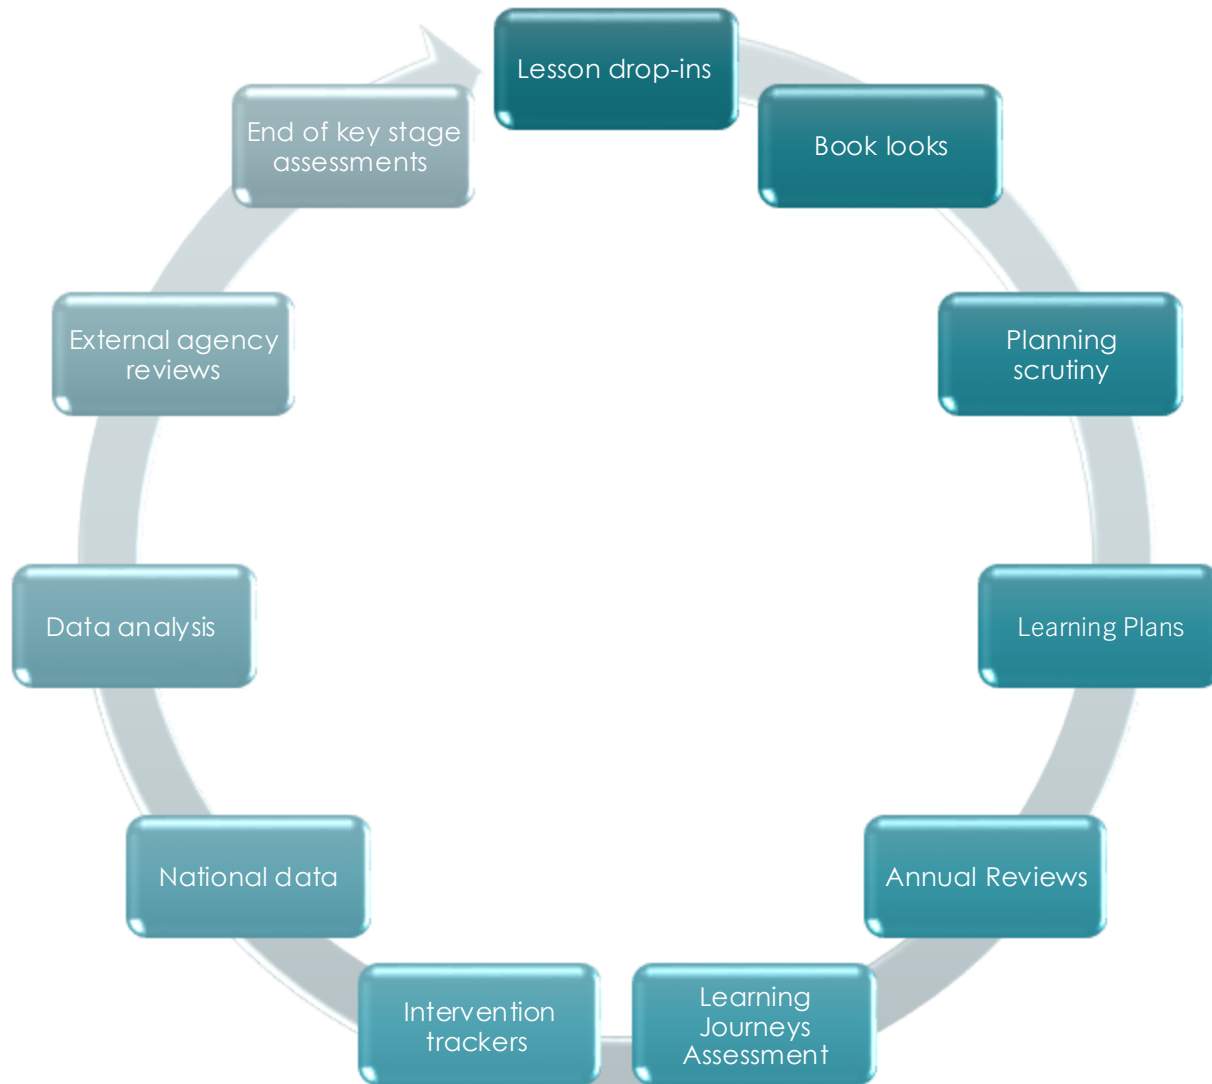 Lesson drop-ins
Book looks
Planning
scrutiny
Learning Plans
Annual Reviews
Learning
Journeys
Assessment
Intervention
trackers
National data
Data analysis
External agency
reviews
End of key stage
assessments